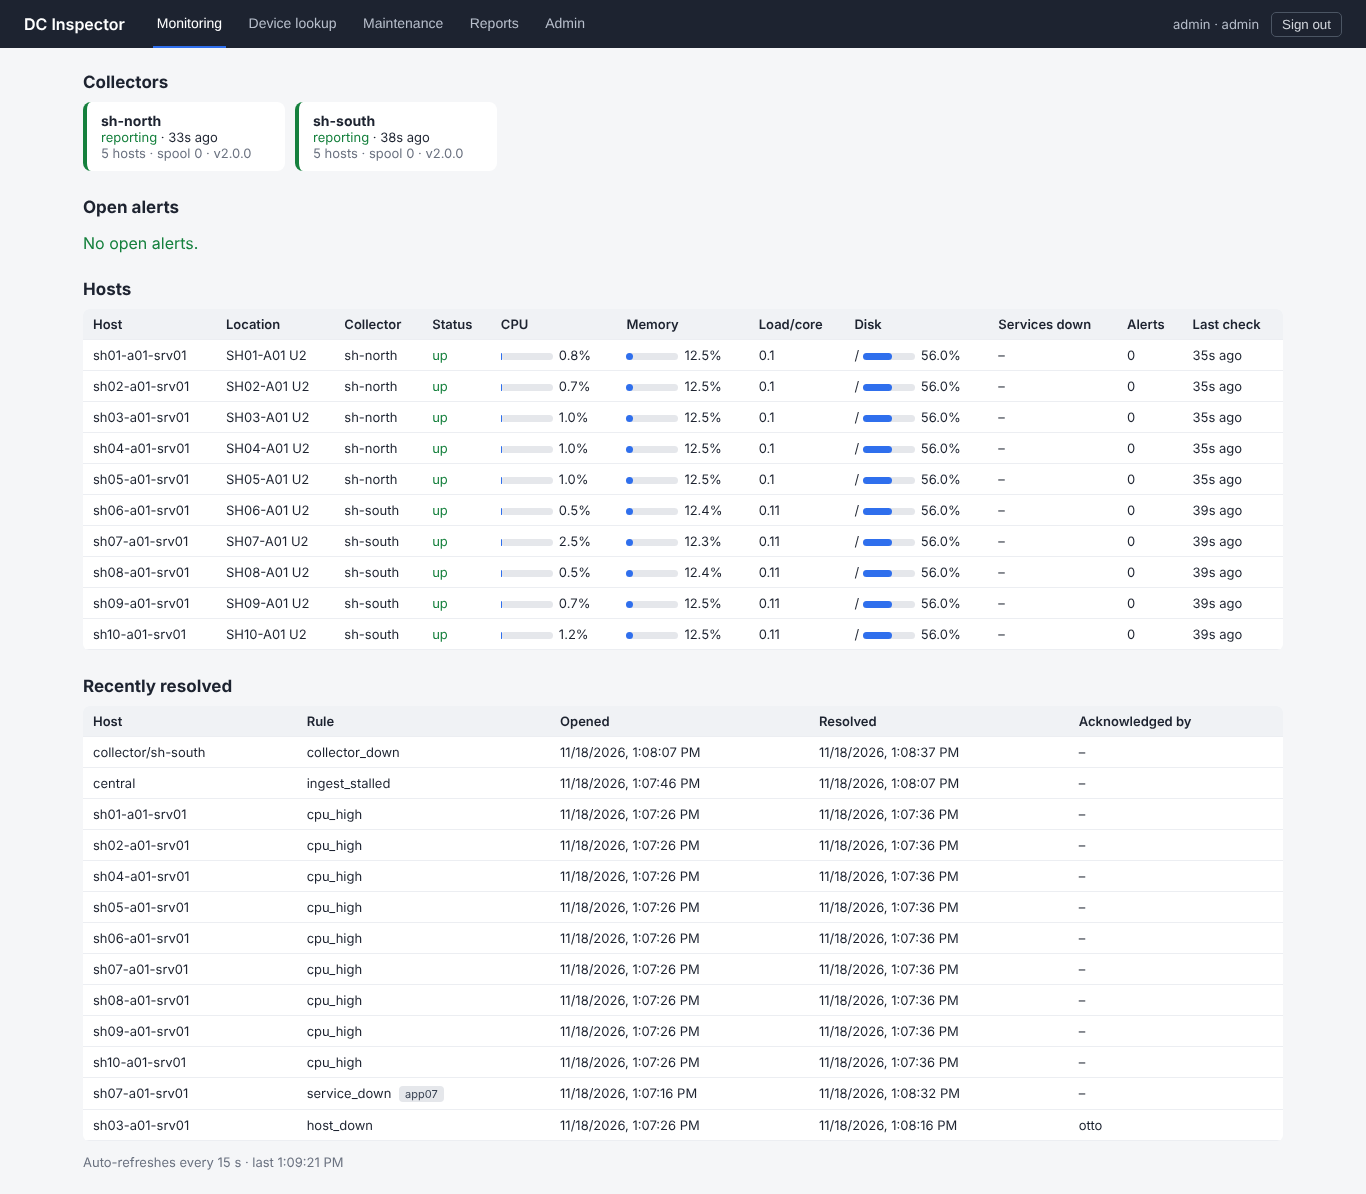 DC Inspector Monitoring Device lookup Maintenance Reports Admin admin · admin Sign out
Collectors
sh-north
reporting · 33s ago
5 hosts · spool 0 · v2.0.0
sh-south
reporting · 38s ago
5 hosts · spool 0 · v2.0.0
Open alerts
No open alerts.
Hosts
Host Location Collector Status CPU Memory Load/core Disk Services down Alerts Last check
sh01-a01-srv01 SH01-A01 U2 sh-north up 0.8% 12.5% 0.1 / 56.0% – 0 35s ago
sh02-a01-srv01 SH02-A01 U2 sh-north up 0.7% 12.5% 0.1 / 56.0% – 0 35s ago
sh03-a01-srv01 SH03-A01 U2 sh-north up 1.0% 12.5% 0.1 / 56.0% – 0 35s ago
sh04-a01-srv01 SH04-A01 U2 sh-north up 1.0% 12.5% 0.1 / 56.0% – 0 35s ago
sh05-a01-srv01 SH05-A01 U2 sh-north up 1.0% 12.5% 0.1 / 56.0% – 0 35s ago
sh06-a01-srv01 SH06-A01 U2 sh-south up 0.5% 12.4% 0.11 / 56.0% – 0 39s ago
sh07-a01-srv01 SH07-A01 U2 sh-south up 2.5% 12.3% 0.11 / 56.0% – 0 39s ago
sh08-a01-srv01 SH08-A01 U2 sh-south up 0.5% 12.4% 0.11 / 56.0% – 0 39s ago
sh09-a01-srv01 SH09-A01 U2 sh-south up 0.7% 12.5% 0.11 / 56.0% – 0 39s ago
sh10-a01-srv01 SH10-A01 U2 sh-south up 1.2% 12.5% 0.11 / 56.0% – 0 39s ago
Recently resolved
Host Rule Opened Resolved Acknowledged by
collector/sh-south collector_down 11/18/2026, 1:08:07 PM 11/18/2026, 1:08:37 PM –
central ingest_stalled 11/18/2026, 1:07:46 PM 11/18/2026, 1:08:07 PM –
sh01-a01-srv01 cpu_high 11/18/2026, 1:07:26 PM 11/18/2026, 1:07:36 PM –
sh02-a01-srv01 cpu_high 11/18/2026, 1:07:26 PM 11/18/2026, 1:07:36 PM –
sh04-a01-srv01 cpu_high 11/18/2026, 1:07:26 PM 11/18/2026, 1:07:36 PM –
sh05-a01-srv01 cpu_high 11/18/2026, 1:07:26 PM 11/18/2026, 1:07:36 PM –
sh06-a01-srv01 cpu_high 11/18/2026, 1:07:26 PM 11/18/2026, 1:07:36 PM –
sh07-a01-srv01 cpu_high 11/18/2026, 1:07:26 PM 11/18/2026, 1:07:36 PM –
sh08-a01-srv01 cpu_high 11/18/2026, 1:07:26 PM 11/18/2026, 1:07:36 PM –
sh09-a01-srv01 cpu_high 11/18/2026, 1:07:26 PM 11/18/2026, 1:07:36 PM –
sh10-a01-srv01 cpu_high 11/18/2026, 1:07:26 PM 11/18/2026, 1:07:36 PM –
sh07-a01-srv01 service_down app07 11/18/2026, 1:07:16 PM 11/18/2026, 1:08:32 PM –
sh03-a01-srv01 host_down 11/18/2026, 1:07:26 PM 11/18/2026, 1:08:16 PM otto
Auto-refreshes every 15 s · last 1:09:21 PM